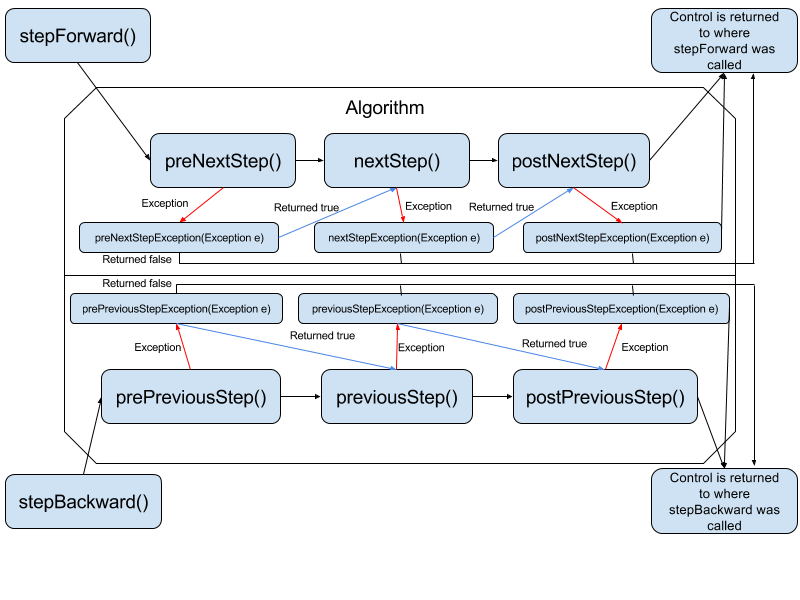 stepForward()
Control is returned
to where
stepForward was
called
Algorithm
preNextStep()
nextStep()
postNextStep()
Exception
Returned true
Exception
Returned true
Exception
preNextStepException(Exception e)
nextStepException(Exception e)
postNextStepException(Exception e)
Returned false
Returned false
prePreviousStepException(Exception e)
previousStepException(Exception e)
postPreviousStepException(Exception e)
Exception
Returned true
Exception
Returned true
Exception
prePreviousStep()
previousStep()
postPreviousStep()
stepBackward()
Control is returned
to where
stepBackward was
called